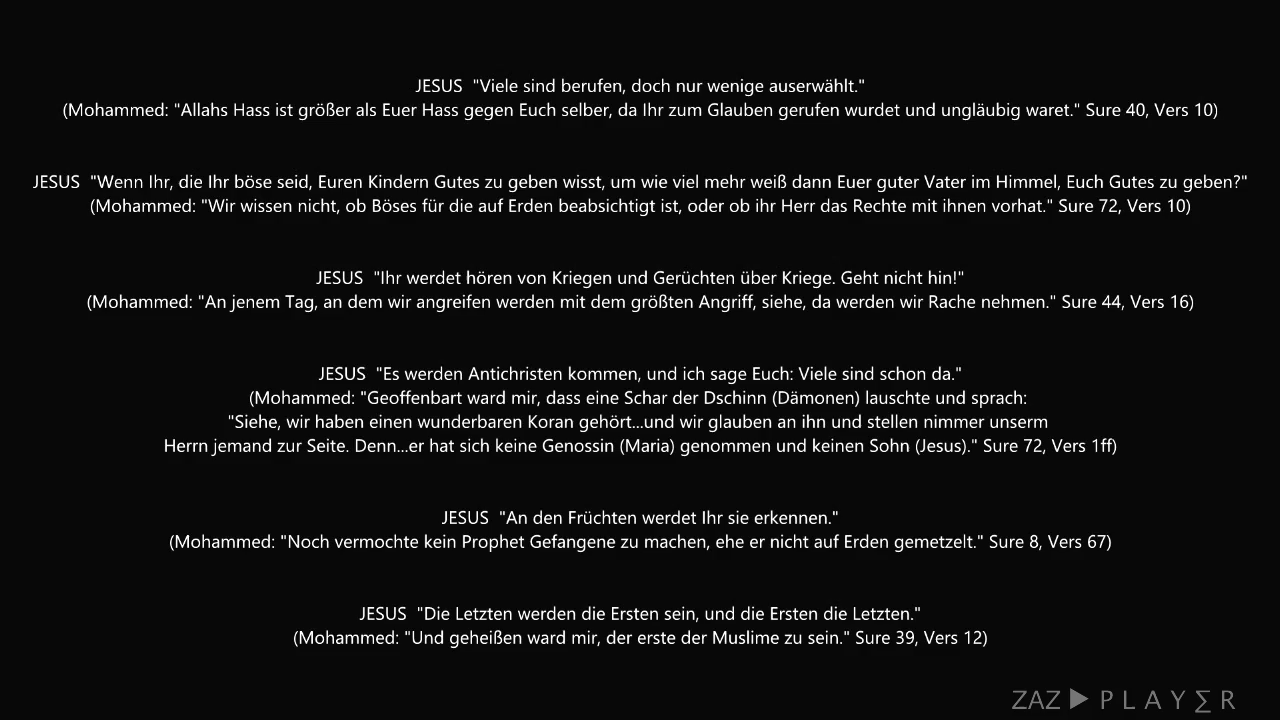 JESUS "Viele sind berufen, doch nur wenige auserwählt."
(Mohammed: "Allahs Hass ist größer als Euer Hass gegen Euch selber, da Ihr zum Glauben gerufen wurdet und ungläubig waret." Sure 40, Vers 10)
JESUS "Wenn Ihr, die Ihr böse seid, Euren Kindern Gutes zu geben wisst, um wie viel mehr weiß dann Euer guter Vater im Himmel, Euch Gutes zu geben?"
(Mohammed: "Wir wissen nicht, ob Böses für die auf Erden beabsichtigt ist, oder ob ihr Herr das Rechte mit ihnen vorhat." Sure 72, Vers 10)
JESUS "Ihr werdet hören von Kriegen und Gerüchten über Kriege. Geht nicht hin!"
(Mohammed: "An jenem Tag, an dem wir angreifen werden mit dem größten Angriff, siehe, da werden wir Rache nehmen." Sure 44, Vers 16)
JESUS "Es werden Antichristen kommen, und ich sage Euch: Viele sind schon da."
(Mohammed: "Geoffenbart ward mir, dass eine Schar der Dschinn (Dämonen) lauschte und sprach:
"Siehe, wir haben einen wunderbaren Koran gehört...und wir glauben an ihn und stellen nimmer unserm
Herrn jemand zur Seite. Denn...er hat sich keine Genossin (Maria) genommen und keinen Sohn (Jesus)." Sure 72, Vers 1ff)
JESUS "An den Früchten werdet Ihr sie erkennen."
(Mohammed: "Noch vermochte kein Prophet Gefangene zu machen, ehe er nicht auf Erden gemetzelt." Sure 8, Vers 67)
JESUS "Die Letzten werden die Ersten sein, und die Ersten die Letzten."
(Mohammed: "Und geheißen ward mir, der erste der Muslime zu sein." Sure 39, Vers 12)
ZAZ▶PLAY∑R